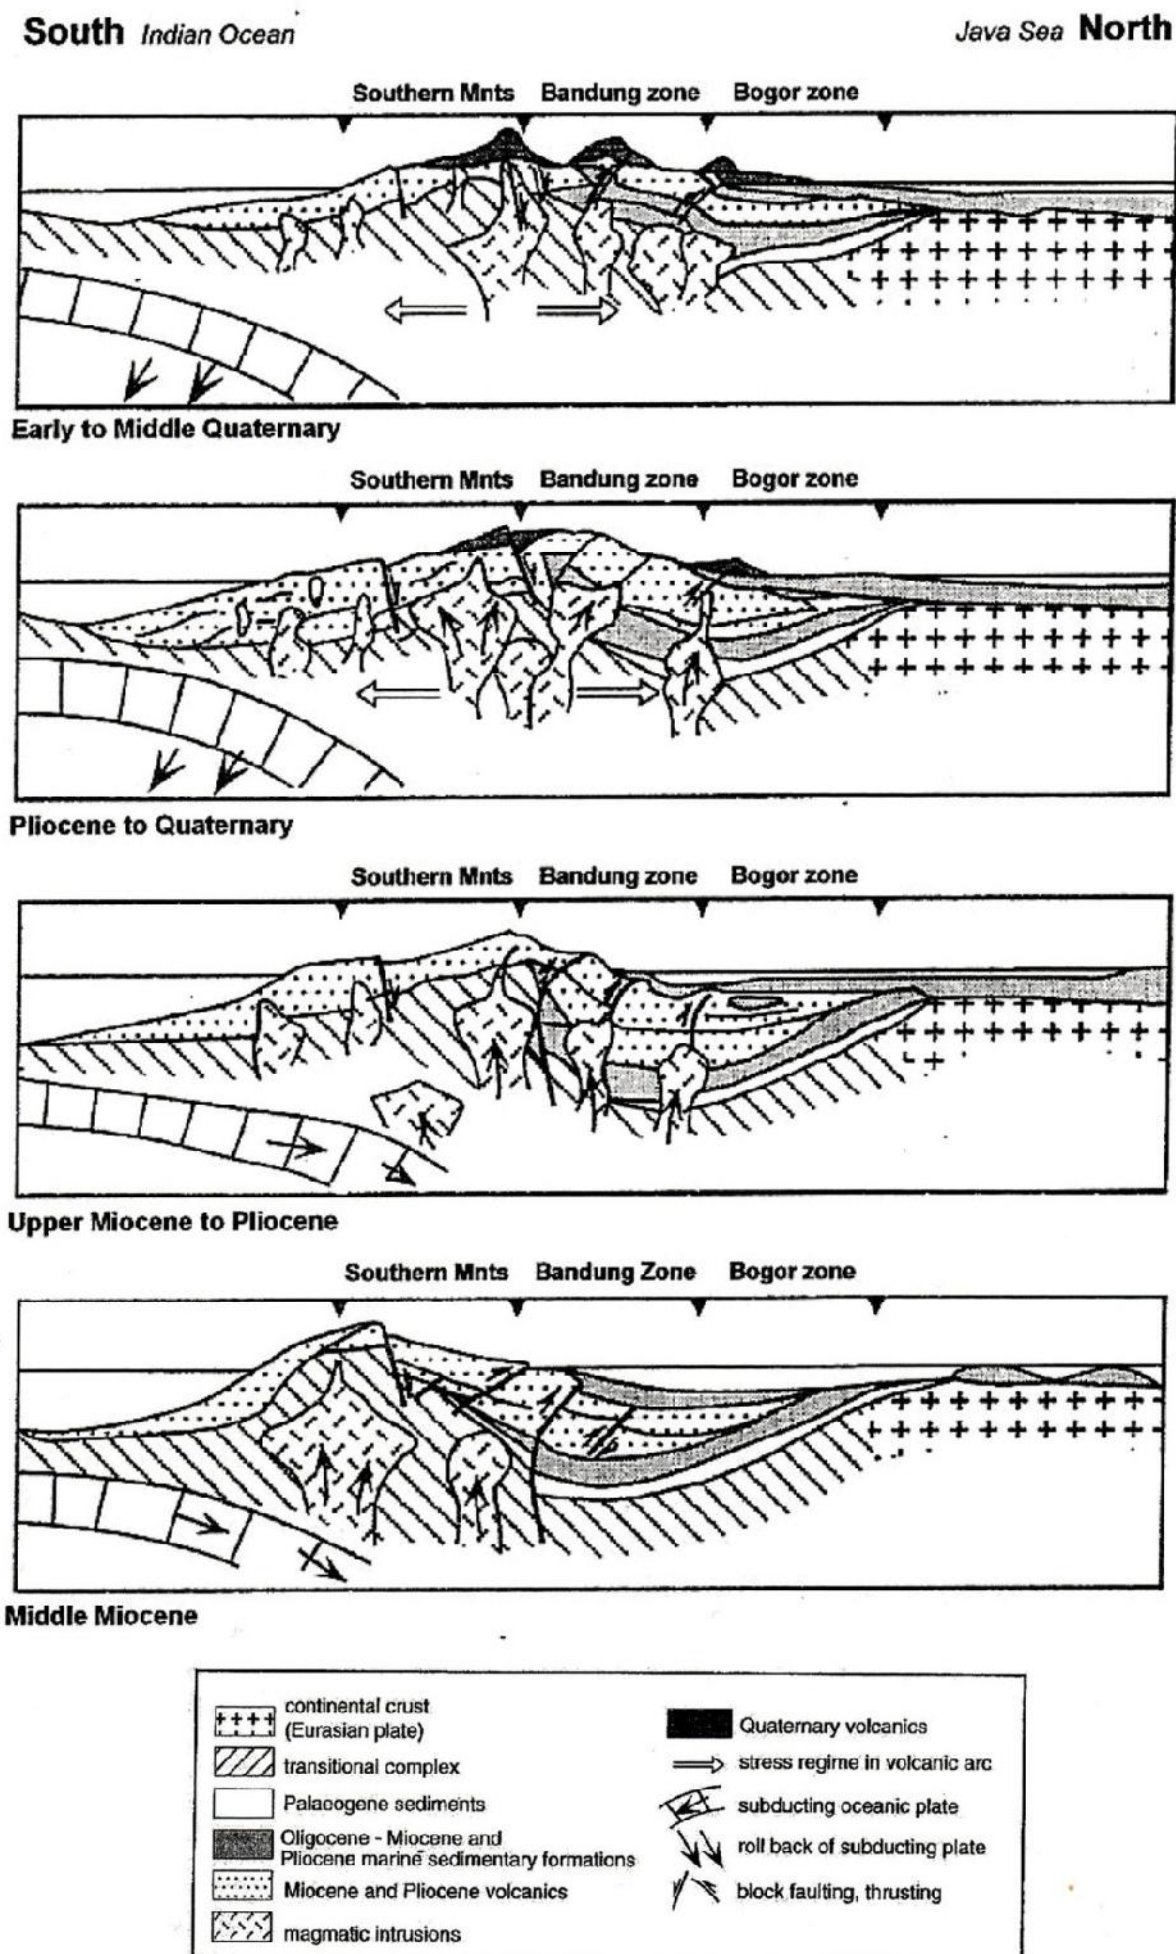 South Indian Ocean Java Sea North
Southern Mnts Bandung zone Bogor zone
Early to Middle Quaternary
Southern Mnts Bandung zone Bogor zone
Pliocene to Quaternary
Southern Mnts Bandung zone Bogor zone
Upper Miocene to Pliocene
Southern Mnts Bandung Zone Bogor zone
Middle Miocene
continental crust
(Eurasian plate)
transitional complex
Palaeogene sediments
Oligocene - Miocene and
Pliocene marine sedimentary formations
Miocene and Pliocene volcanics
magmatic intrusions
Quaternary volcanics
stress regime in volcanic arc
subducting oceanic plate
roll back of subducting plate
block faulting, thrusting